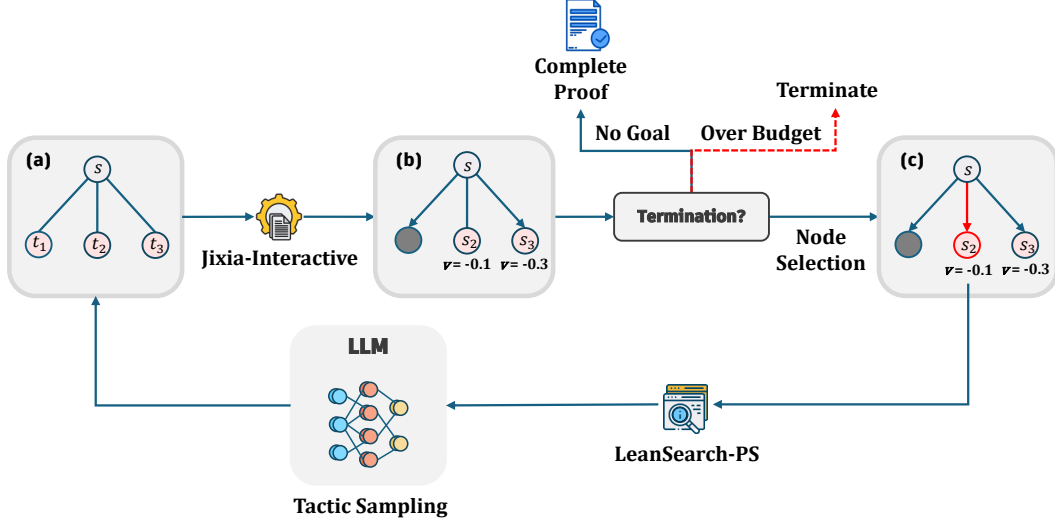 Complete
Proof
Terminate
No Goal
Over Budget
(a)
s
t1
t2
t3
Jixia-Interactive
(b)
s
s2
s3
v = -0.1
v = -0.3
Termination?
Node
Selection
(c)
s
s2
s3
v = -0.1
v = -0.3
LLM
Tactic Sampling
LeanSearch-PS